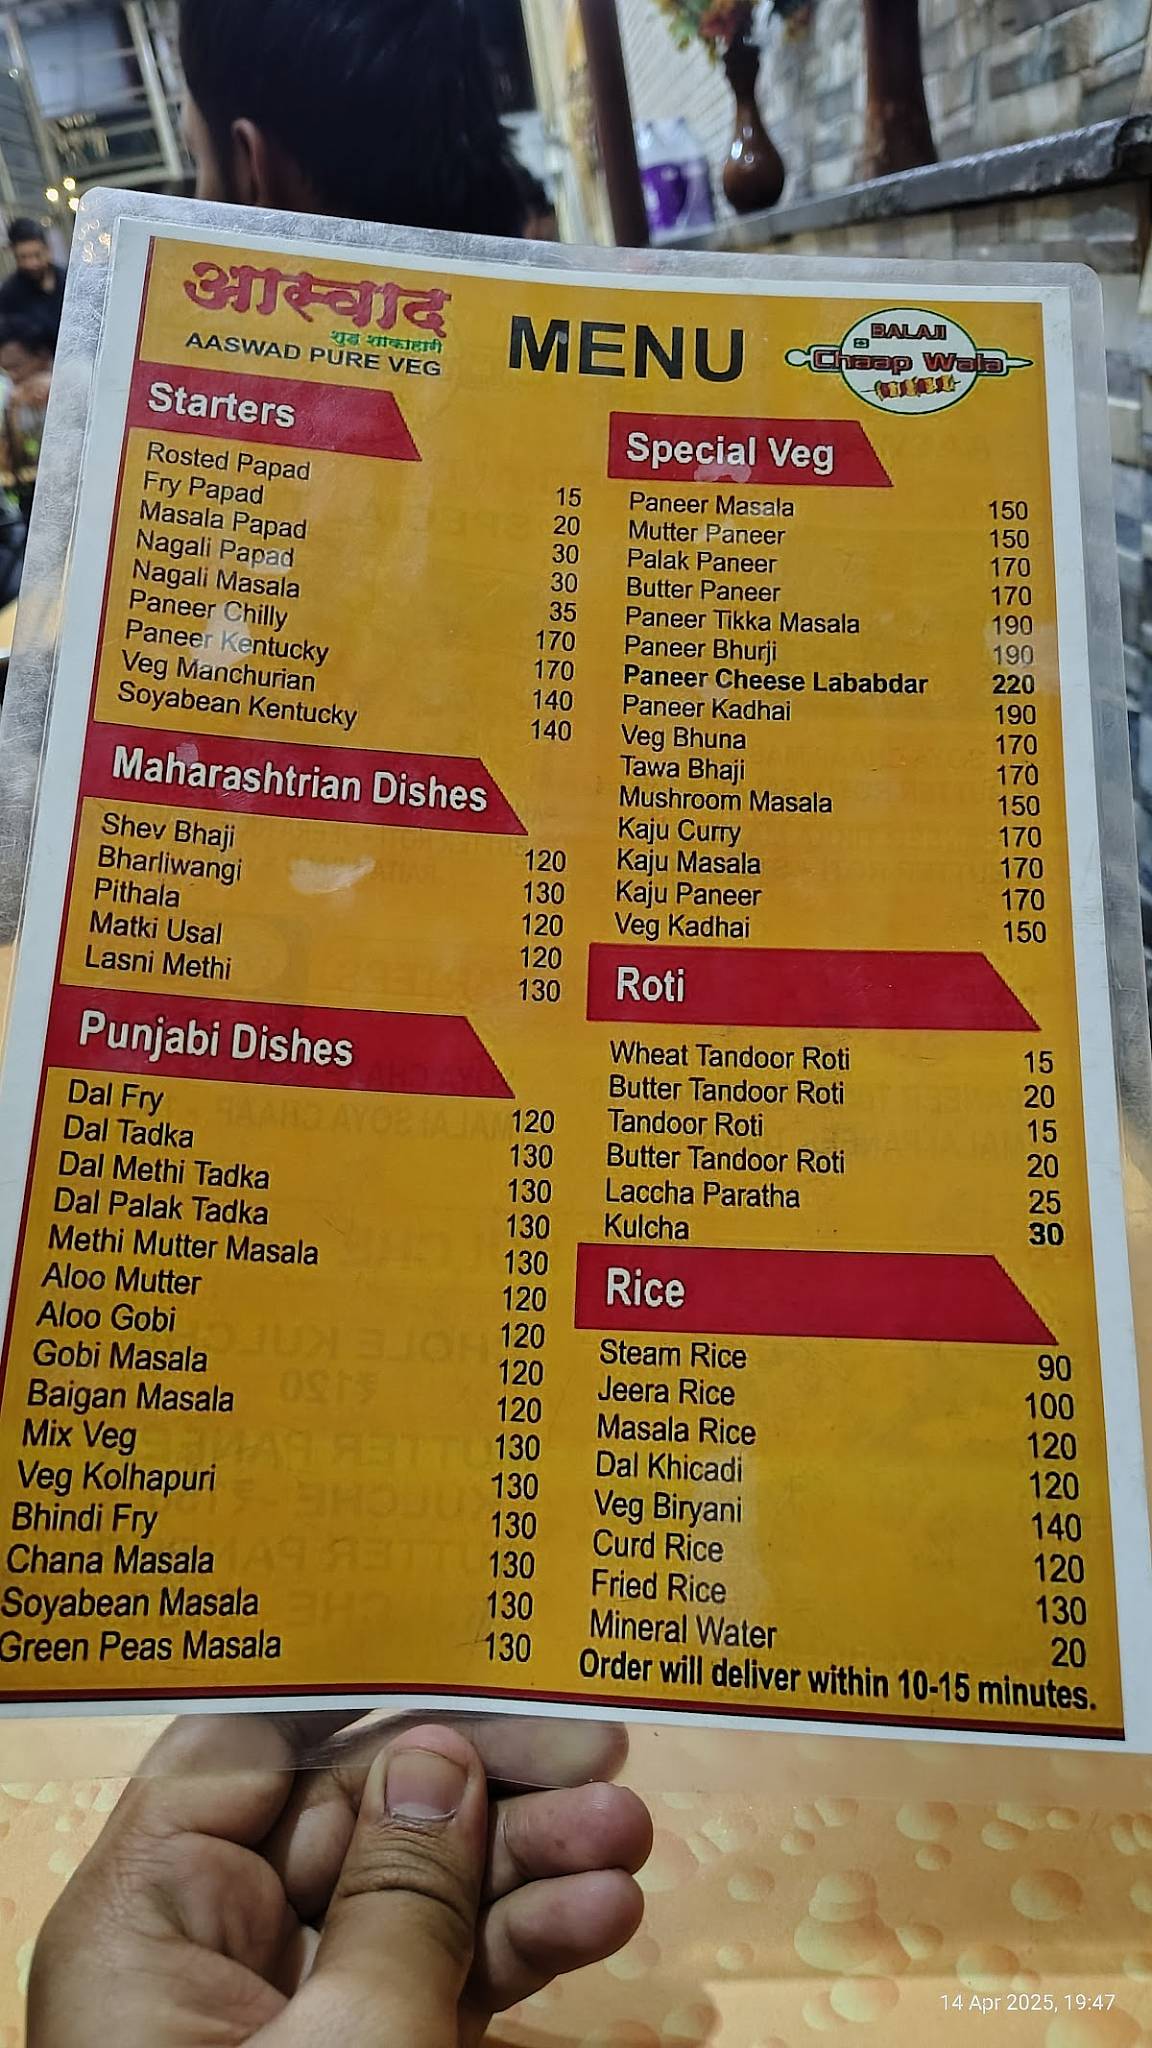 आस्वाद
शुद्ध शाकाहारी
AASWAD PURE VEG
MENU
BALAJI
Chaap Wala
Starters
Rosted Papad 15
Fry Papad 20
Masala Papad 30
Nagali Papad 30
Nagali Masala 35
Paneer Chilly 170
Paneer Kentucky 170
Veg Manchurian 140
Soyabean Kentucky 140
Maharashtrian Dishes
Shev Bhaji 120
Bharliwangi 130
Pithala 120
Matki Usal 120
Lasni Methi 130
Punjabi Dishes
Dal Fry 120
Dal Tadka 130
Dal Methi Tadka 130
Dal Palak Tadka 130
Methi Mutter Masala 130
Aloo Mutter 120
Aloo Gobi 120
Gobi Masala 120
Baigan Masala 120
Mix Veg 130
Veg Kolhapuri 130
Bhindi Fry 130
Chana Masala 130
Soyabean Masala 130
Green Peas Masala 130
Special Veg
Paneer Masala 150
Mutter Paneer 150
Palak Paneer 170
Butter Paneer 170
Paneer Tikka Masala 190
Paneer Bhurji 190
Paneer Cheese Lababdar 220
Paneer Kadhai 190
Veg Bhuna 170
Tawa Bhaji 170
Mushroom Masala 150
Kaju Curry 170
Kaju Masala 170
Kaju Paneer 170
Veg Kadhai 150
Roti
Wheat Tandoor Roti 15
Butter Tandoor Roti 20
Tandoor Roti 15
Butter Tandoor Roti 20
Laccha Paratha 25
Kulcha 30
Rice
Steam Rice 90
Jeera Rice 100
Masala Rice 120
Dal Khicadi 120
Veg Biryani 140
Curd Rice 120
Fried Rice 130
Mineral Water 20
Order will deliver within 10-15 minutes.
14 Apr 2025, 19:47